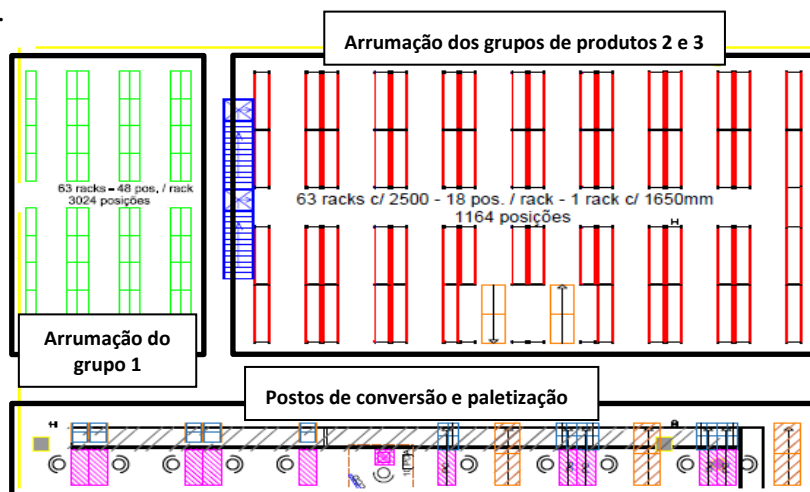 Arrumação dos grupos de produtos 2 e 3
63 racks – 48 pos. / rack
3024 posições
63 racks c/ 2500 - 18 pos. / rack - 1 rack c/ 1650mm
1164 posições
Arrumação do
grupo 1
Postos de conversão e paletização